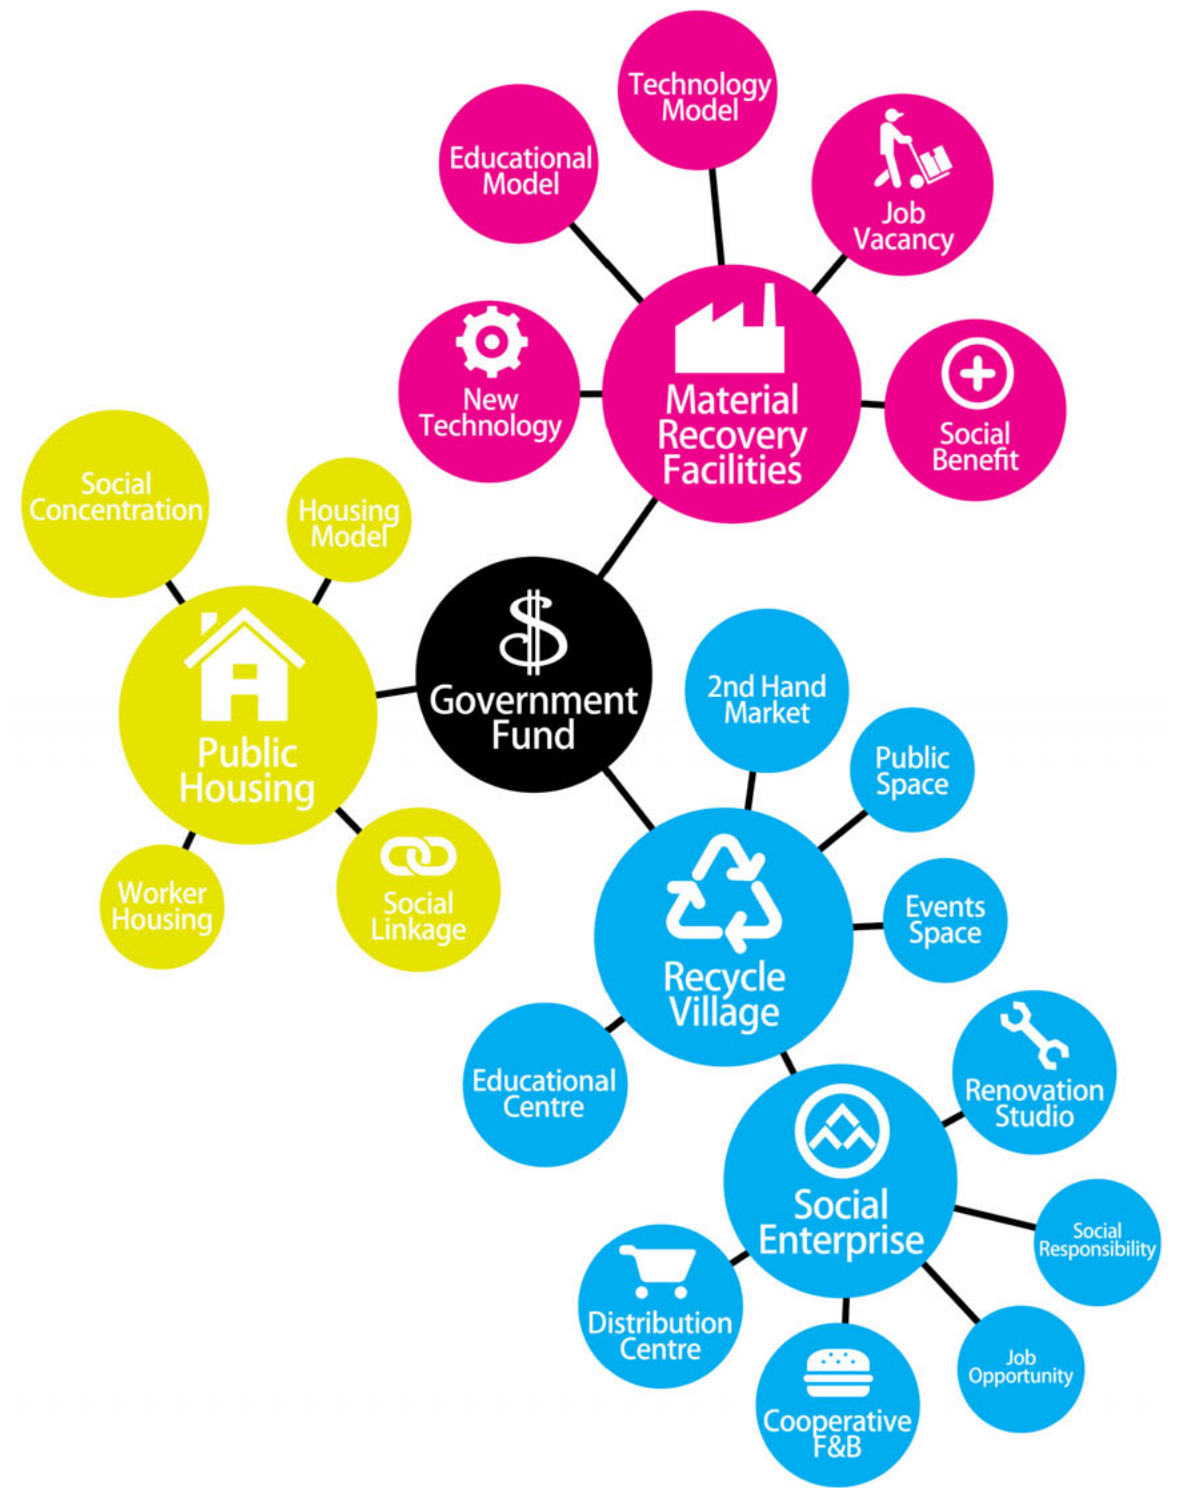 Technology
Model
Educational
Model
Job
Vacancy
New
Technology
Material
Recovery
Facilities
Social
Benefit
Social
Concentration
Housing
Model
Public
Housing
$
Government
Fund
Worker
Housing
Social
Linkage
2nd Hand
Market
Public
Space
Events
Space
Recycle
Village
Educational
Centre
Renovation
Studio
Social
Enterprise
Social
Responsibility
Distribution
Centre
Job
Opportunity
Cooperative
F&B